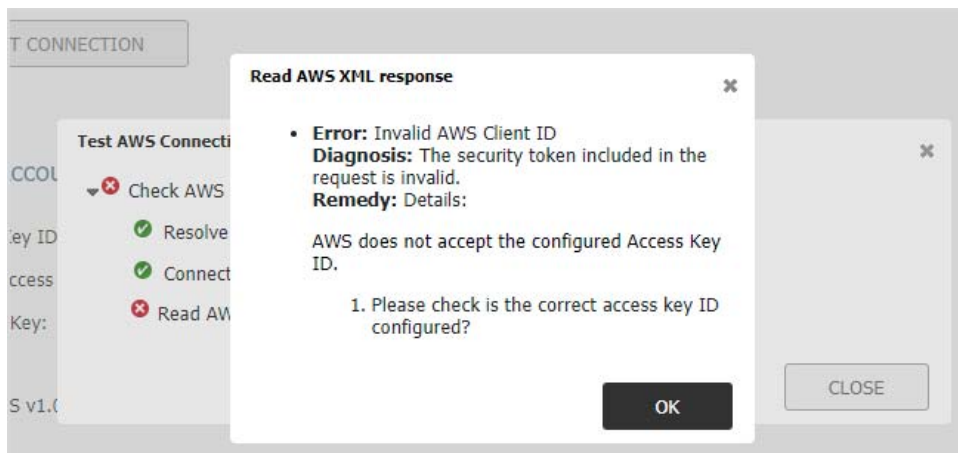 T CONNECTION
Read AWS XML response
Test AWS Connecti
• Error: Invalid AWS Client ID
Diagnosis: The security token included in the
request is invalid.
Remedy: Details:
AWS does not accept the configured Access Key
ID.
1. Please check is the correct access key ID
configured?
OK
CCOU
Check AWS
ey ID
Resolve
ccess
Connect
Key:
Read AW
S v1.0
CLOSE